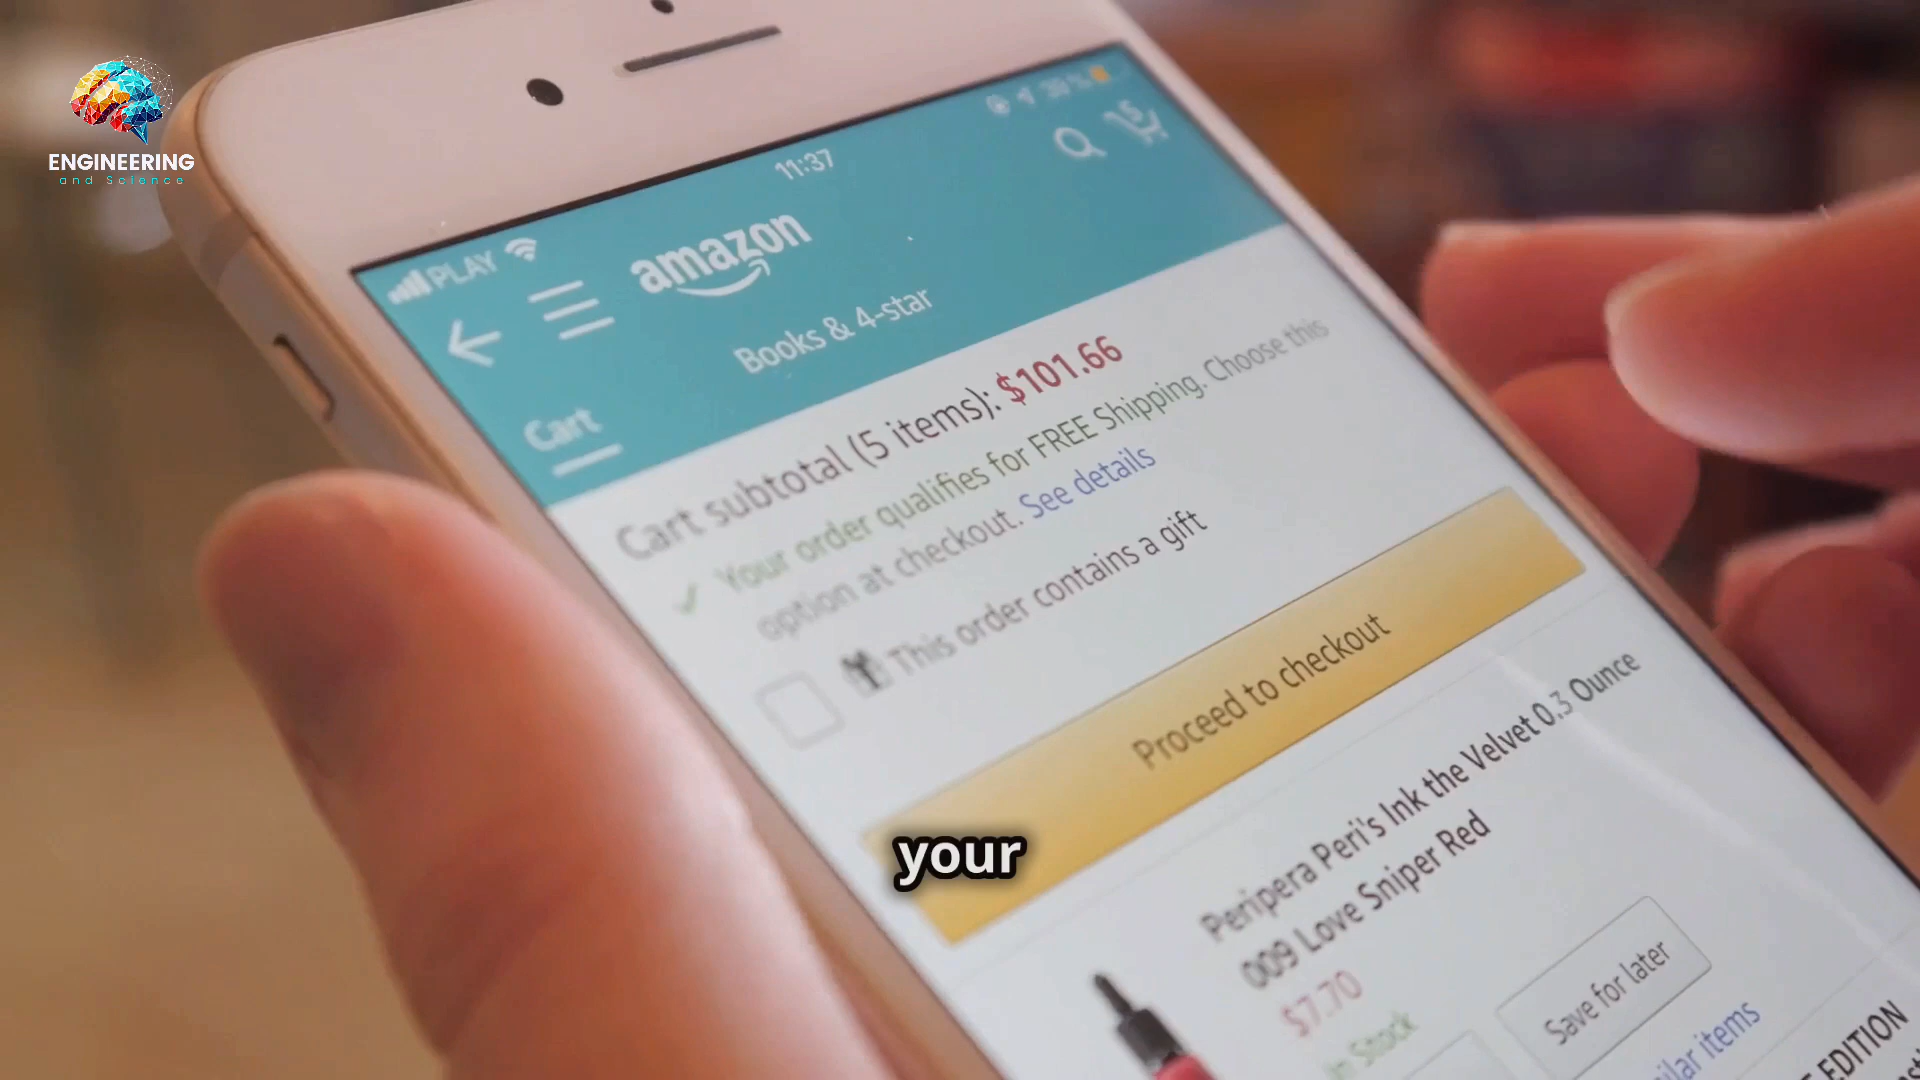 ENGINEERING
and Science
11:37
PLAY
5
amazon
Books & 4-star
Cart
Cart subtotal (5 items): $101.66
Your order qualifies for FREE Shipping. Choose this
option at checkout. See details
This order contains a gift
Proceed to checkout
your
Peripera Peri's Ink the Velvet 0.3 Ounce
009 Love Sniper Red
$7.70
In Stock
Save for later
items
EDITION